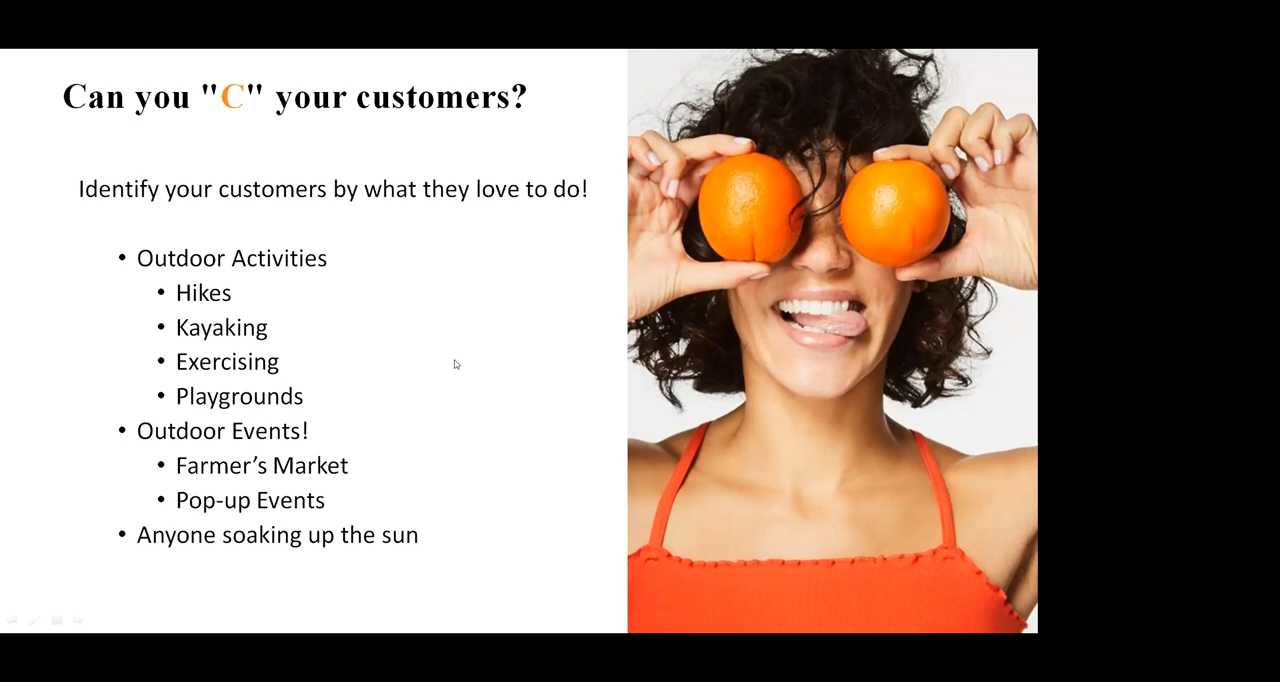 Can you "C" your customers?
Identify your customers by what they love to do!
• Outdoor Activities
• Hikes
• Kayaking
• Exercising
• Playgrounds
• Outdoor Events!
• Farmer’s Market
• Pop-up Events
• Anyone soaking up the sun